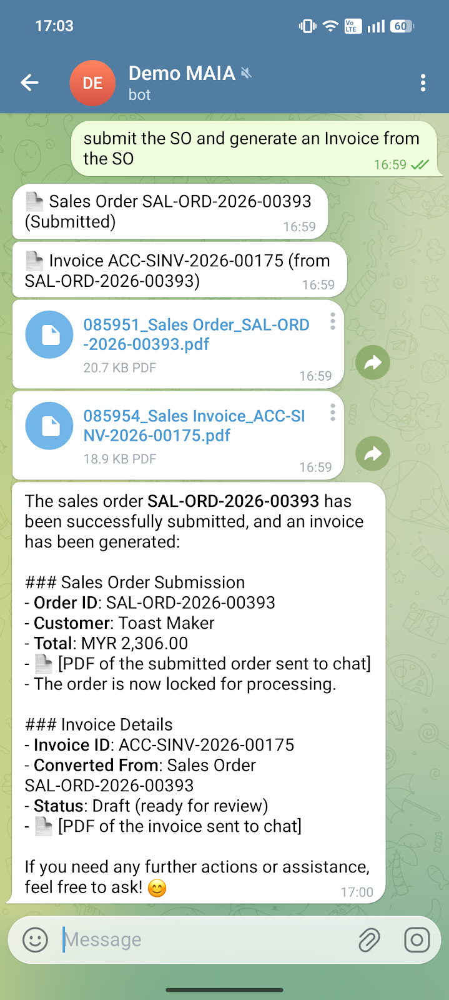 17:03
Vo LTE
60
DE
Demo MAIA
bot
submit the SO and generate an Invoice from
the SO
16:59
Sales Order SAL-ORD-2026-00393
(Submitted)
16:59
Invoice ACC-SINV-2026-00175 (from
SAL-ORD-2026-00393)
16:59
085951_Sales Order_SAL-ORD
-2026-00393.pdf
20.7 KB PDF
16:59
085954_Sales Invoice_ACC-SI
NV-2026-00175.pdf
18.9 KB PDF
16:59
The sales order SAL-ORD-2026-00393 has
been successfully submitted, and an invoice
has been generated:
### Sales Order Submission
- Order ID: SAL-ORD-2026-00393
- Customer: Toast Maker
- Total: MYR 2,306.00
- [PDF of the submitted order sent to chat]
- The order is now locked for processing.
### Invoice Details
- Invoice ID: ACC-SINV-2026-00175
- Converted From: Sales Order
SAL-ORD-2026-00393
- Status: Draft (ready for review)
- [PDF of the invoice sent to chat]
If you need any further actions or assistance,
feel free to ask! 😊
17:00
Message